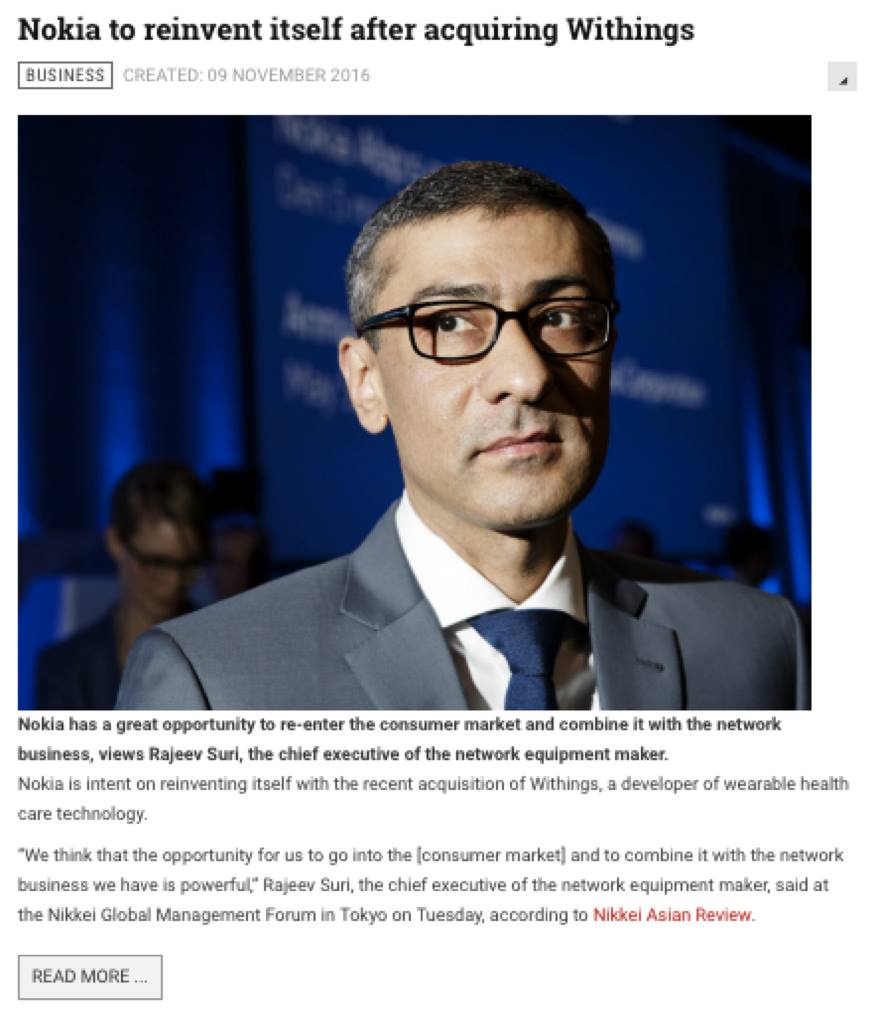 Nokia to reinvent itself after acquiring Withings
BUSINESS CREATED: 09 NOVEMBER 2016
Nokia has a great opportunity to re-enter the consumer market and combine it with the network
business, views Rajeev Suri, the chief executive of the network equipment maker.
Nokia is intent on reinventing itself with the recent acquisition of Withings, a developer of wearable health
care technology.
“We think that the opportunity for us to go into the [consumer market] and to combine it with the network
business we have is powerful,” Rajeev Suri, the chief executive of the network equipment maker, said at
the Nikkei Global Management Forum in Tokyo on Tuesday, according to Nikkei Asian Review.
READ MORE ...